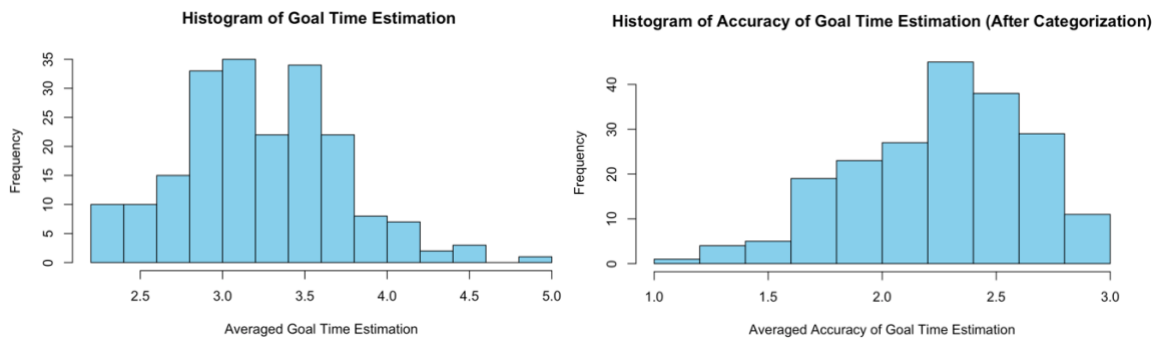 Histogram of Goal Time Estimation
Frequency
35
30
25
20
15
10
5
0
2.5 3.0 3.5 4.0 4.5 5.0
Averaged Goal Time Estimation
Histogram of Accuracy of Goal Time Estimation (After Categorization)
Frequency
40
30
20
10
0
1.0 1.5 2.0 2.5 3.0
Averaged Accuracy of Goal Time Estimation